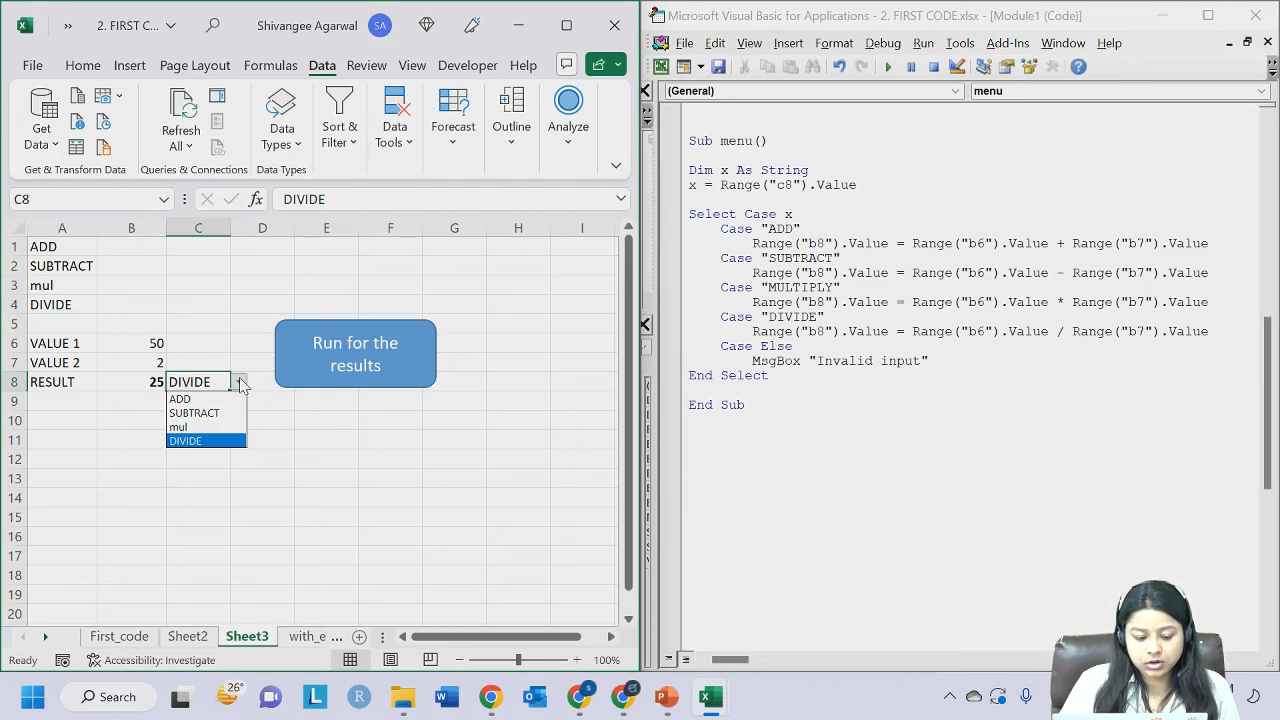 2. FIRST C...
Shivangee Agarwal
SA
File Home Insert Page Layout Formulas Data Review View Developer Help
Get Data
Refresh All
Data Types
Sort & Filter
Data Tools
Forecast
Outline
Analyze
Get & Transform Data
Queries & Connections
Data Types
C8
fx
DIVIDE
A B C D E F G H I
1 ADD
2 SUBTRACT
3 mul
4 DIVIDE
5
6 VALUE 1 50
7 VALUE 2 2
8 RESULT 25 DIVIDE
9
10
11
12
13
14
15
16
17
18
19
20
ADD
SUBTRACT
mul
DIVIDE
Run for the
results
First_code Sheet2 Sheet3 with_e ...
Ready
Accessibility: Investigate
100%
Microsoft Visual Basic for Applications - 2. FIRST CODE.xlsx - [Module1 (Code)]
File Edit View Insert Format Debug Run Tools Add-Ins Window Help
(General)
menu
Sub menu()
Dim x As String
x = Range("c8").Value
Select Case x
Case "ADD"
Range("b8").Value = Range("b6").Value + Range("b7").Value
Case "SUBTRACT"
Range("b8").Value = Range("b6").Value - Range("b7").Value
Case "MULTIPLY"
Range("b8").Value = Range("b6").Value * Range("b7").Value
Case "DIVIDE"
Range("b8").Value = Range("b6").Value / Range("b7").Value
Case Else
MsgBox "Invalid input"
End Select
End Sub
Search
26°